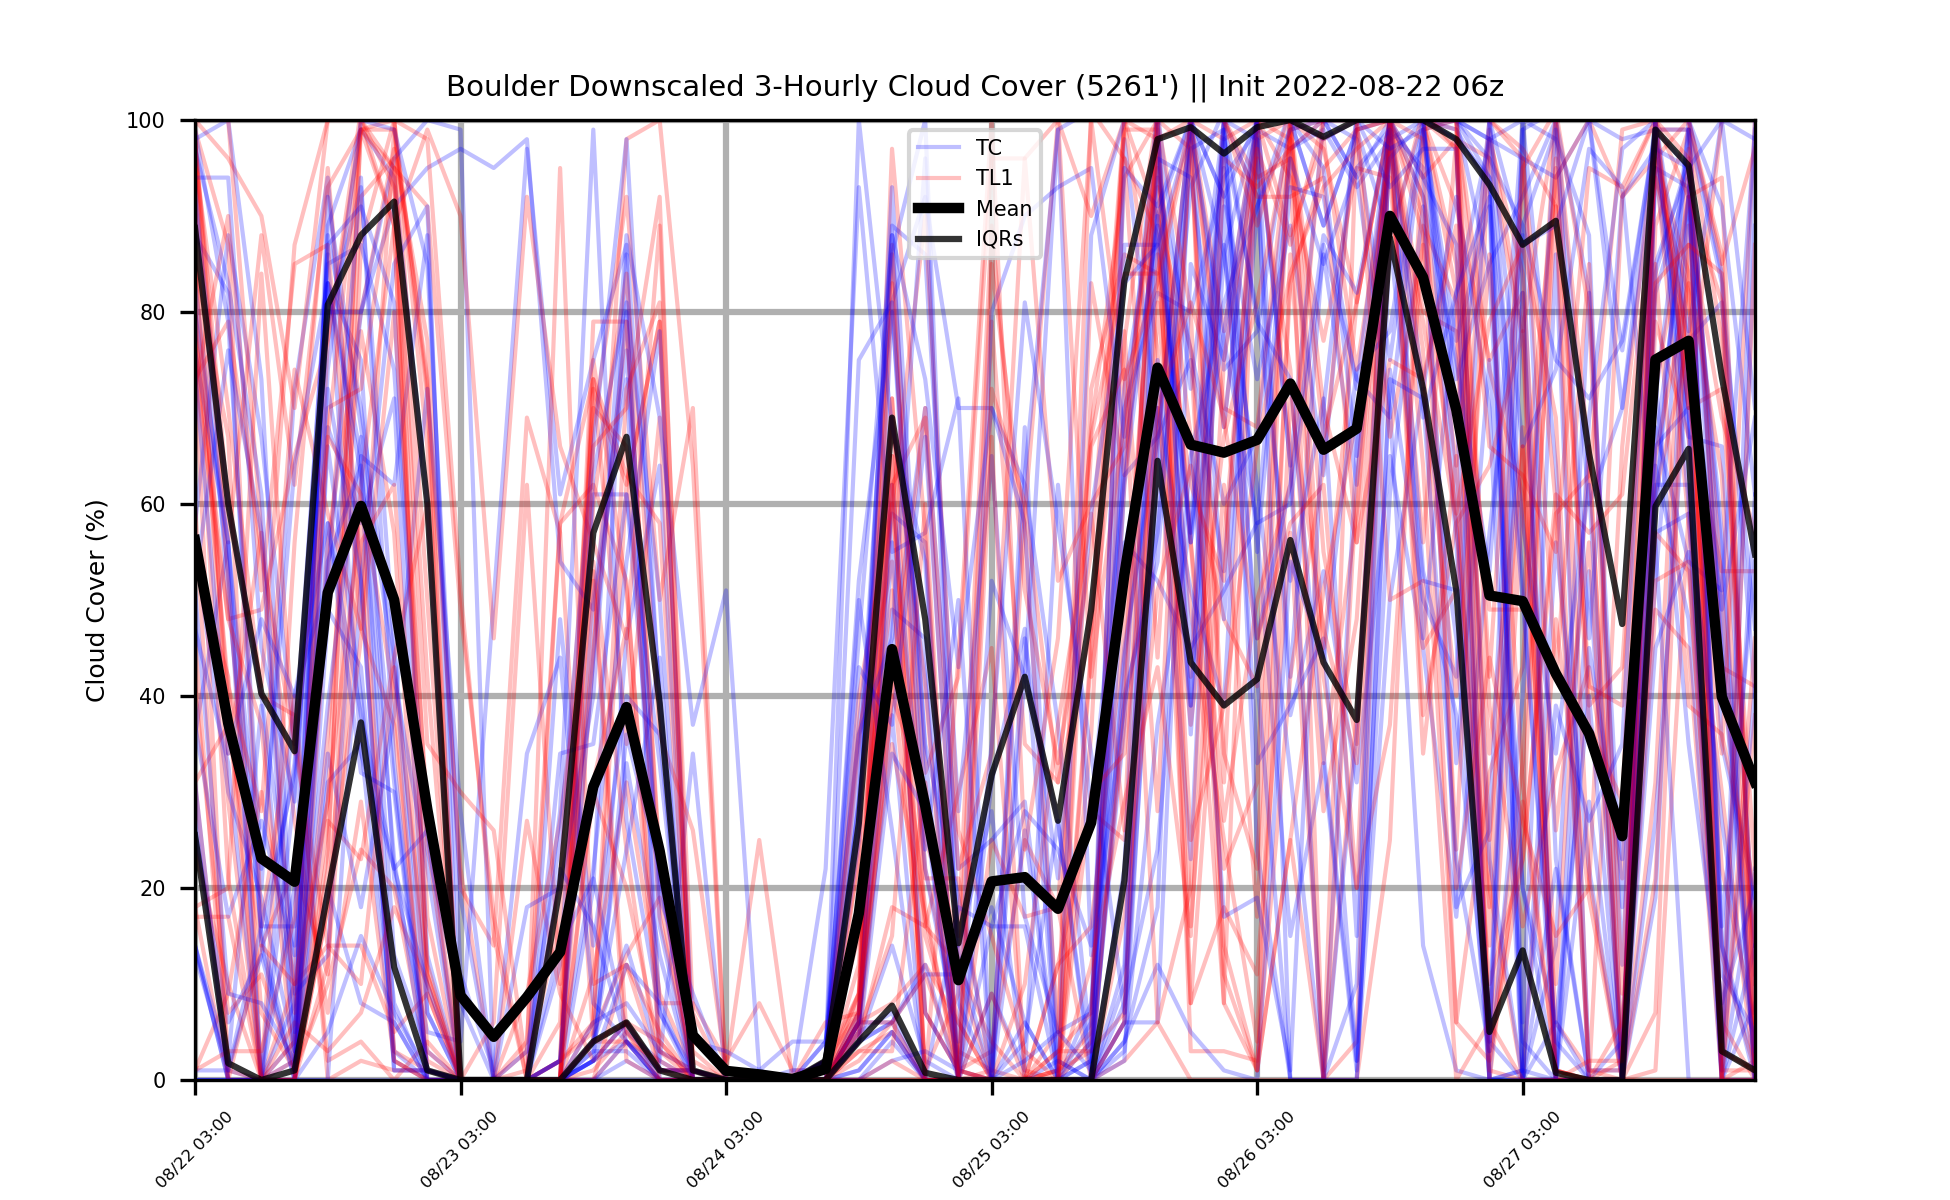 Boulder Downscaled 3-Hourly Cloud Cover (5261') || Init 2022-08-22 06z
TC
TL1
Mean
IQRs
Cloud Cover (%)
100
80
60
40
20
0
08/22 03:00
08/23 03:00
08/24 03:00
08/25 03:00
08/26 03:00
08/27 03:00